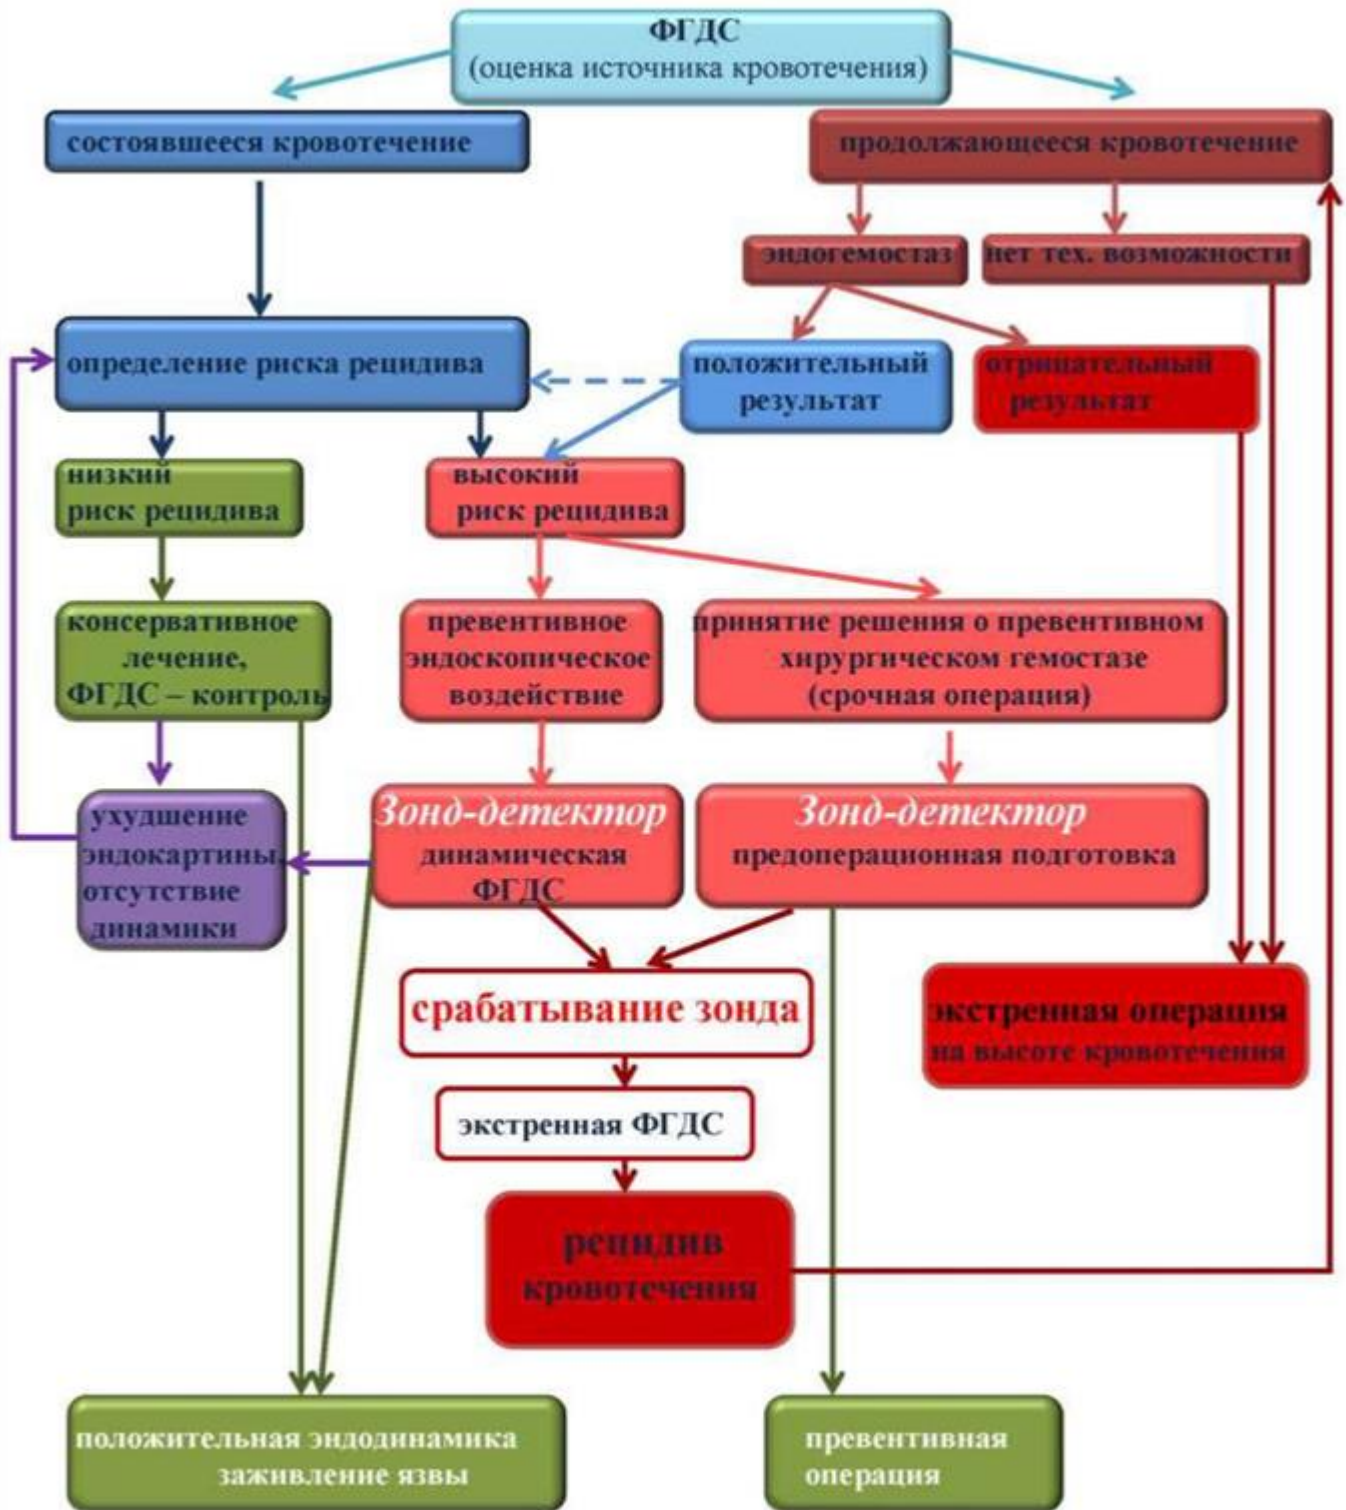 ФГДС
(оценка источника кровотечения)
состоявшееся кровотечение
продолжающееся кровотечение
эндогемостаз
нет тех. возможности
определение риска рецидива
положительный
результат
отрицательный
результат
низкий
риск рецидива
высокий
риск рецидива
консервативное
лечение,
ФГДС – контроль
превентивное
эндоскопическое
воздействие
принятие решения о превентивном
хирургическом гемостазе
(срочная операция)
ухудшение
эндокартины,
отсутствие
динамики
Зонд-детектор
динамическая
ФГДС
Зонд-детектор
предоперационная подготовка
срабатывание зонда
экстренная операция
на высоте кровотечения
экстренная ФГДС
рецидив
кровотечения
положительная эндодинамика
заживление язвы
превентивная
операция